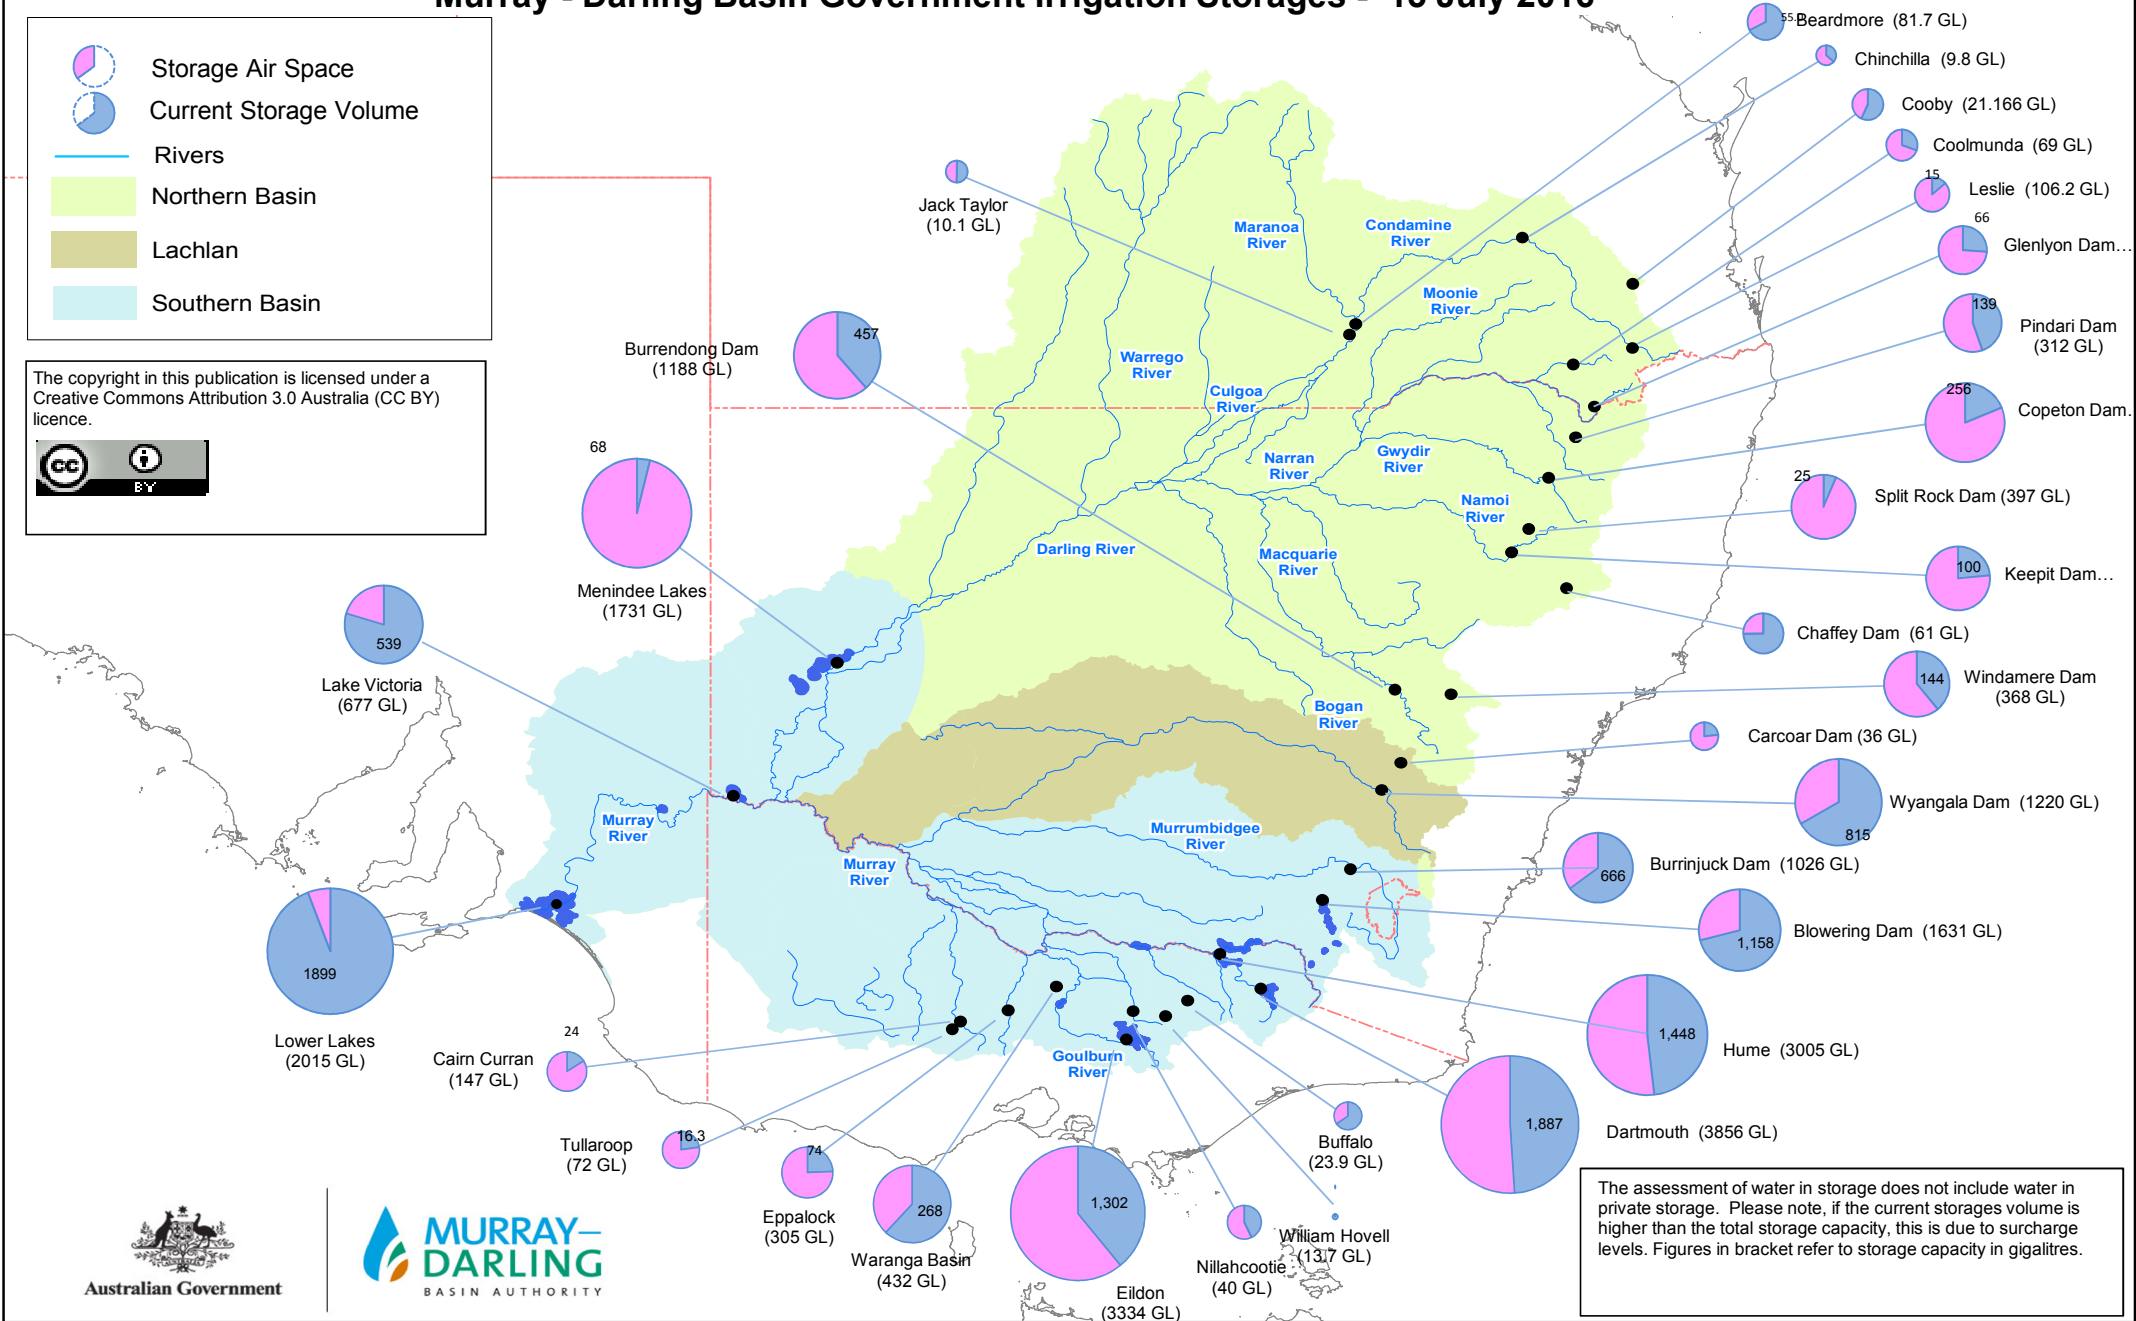 Storage Air Space
Current Storage Volume
Rivers
Northern Basin
Lachlan
Southern Basin
The copyright in this publication is licensed under a
Creative Commons Attribution 3.0 Australia (CC BY)
licence.
cc
BY
Beardmore (81.7 GL)
Chinchilla (9.8 GL)
Cooby (21.166 GL)
Coolmunda (69 GL)
15
Leslie (106.2 GL)
66
Glenlyon Dam...
139
Pindari Dam
(312 GL)
256
Copeton Dam.
25
Split Rock Dam (397 GL)
100
Keepit Dam...
Chaffey Dam (61 GL)
144
Windamere Dam
(368 GL)
Carcoar Dam (36 GL)
Wyangala Dam (1220 GL)
815
Burrinjuck Dam (1026 GL)
666
Blowering Dam (1631 GL)
1,158
1,448
Hume (3005 GL)
1,887
Dartmouth (3856 GL)
Jack Taylor
(10.1 GL)
Burrendong Dam
(1188 GL)
457
68
Menindee Lakes
(1731 GL)
539
Lake Victoria
(677 GL)
1899
Lower Lakes
(2015 GL)
24
Cairn Curran
(147 GL)
16.3
Tullaroop
(72 GL)
74
Eppalock
(305 GL)
268
Waranga Basin
(432 GL)
1,302
Eildon
(3334 GL)
Nillahcootie
(40 GL)
William Hovell
(13.7 GL)
Buffalo
(23.9 GL)
Maranoa
River
Condamine
River
Moonie
River
Warrego
River
Culgoa
River
Narran
River
Gwydir
River
Namoi
River
Darling River
Macquarie
River
Bogan
River
Murray
River
Murray
River
Murrumbidgee
River
Goulburn
River
Australian Government
MURRAY–
DARLING
BASIN AUTHORITY
The assessment of water in storage does not include water in
private storage. Please note, if the current storages volume is
higher than the total storage capacity, this is due to surcharge
levels. Figures in bracket refer to storage capacity in gigalitres.